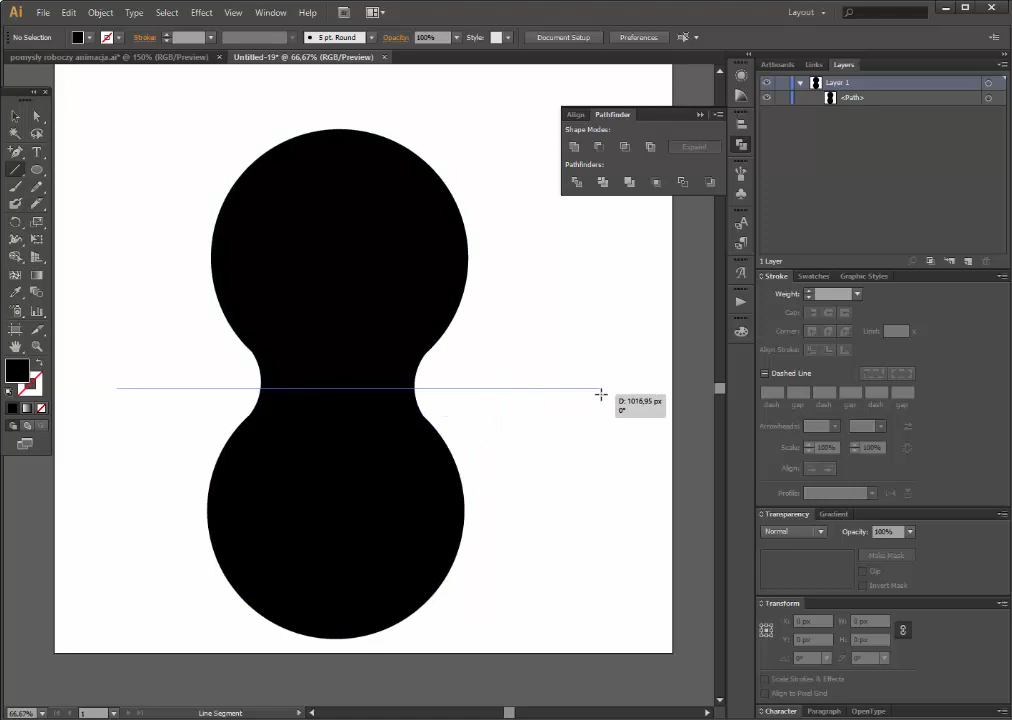 Ai File Edit Object Type Select Effect View Window Help Br Layout
No Selection Stroke: 5 pt. Round Opacity: 100% Style: Document Setup Preferences
pomysły roboczy animacja.ai* @ 150% (RGB/Preview) × Untitled-19* @ 66,67% (RGB/Preview) ×
Artboards Links Layers
Layer 1
<Path>
Align Pathfinder
Shape Modes:
Expand
Pathfinders:
1 Layer
Stroke Swatches Graphic Styles
Weight:
Cap:
Corner: Limit: x
Align Stroke:
Dashed Line
dash gap dash gap dash gap
D: 1016,95 px
0°
Arrowheads:
Scale: 100% 100%
Align:
Profile:
Transparency Gradient
Normal Opacity: 100%
Make Mask
Clip
Invert Mask
Transform
X: 0 px W: 0 px
Y: 0 px H: 0 px
0° 0°
Scale Strokes & Effects
Align to Pixel Grid
Character Paragraph OpenType
66,67% 1 Line Segment